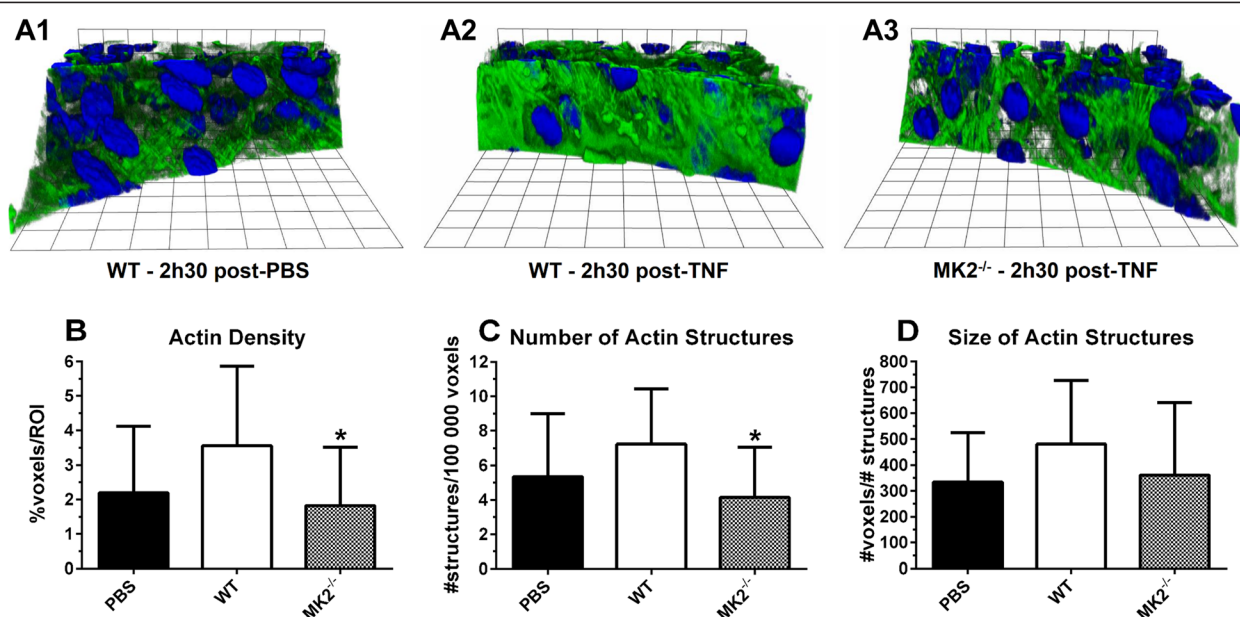 A1
A2
A3
WT - 2h30 post-PBS
WT - 2h30 post-TNF
MK2-/- - 2h30 post-TNF
B
Actin Density
%voxels/ROI
6
5
4
3
2
1
0
PBS
WT
*
MK2-/-
C
Number of Actin Structures
#structures/100 000 voxels
12
10
8
6
4
2
0
PBS
WT
*
MK2-/-
D
Size of Actin Structures
#voxels/# structures
800
700
600
500
400
300
200
100
0
PBS
WT
MK2-/-